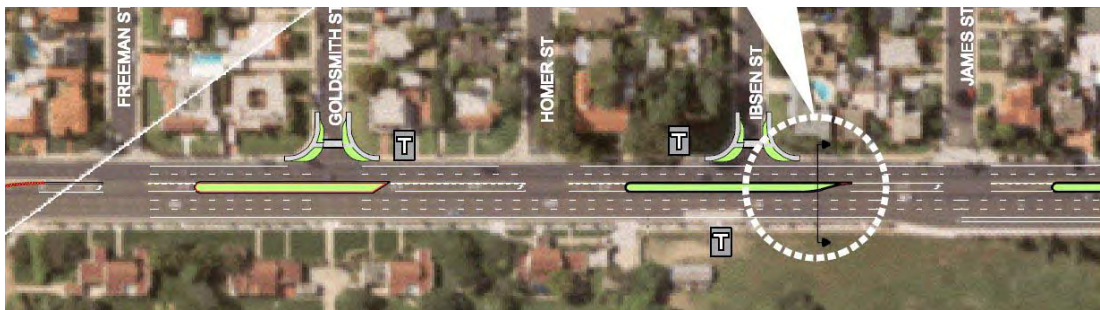 FREEMAN ST
GOLDSMITH ST
HOMER ST
IBSEN ST
JAMES ST
T
T
T